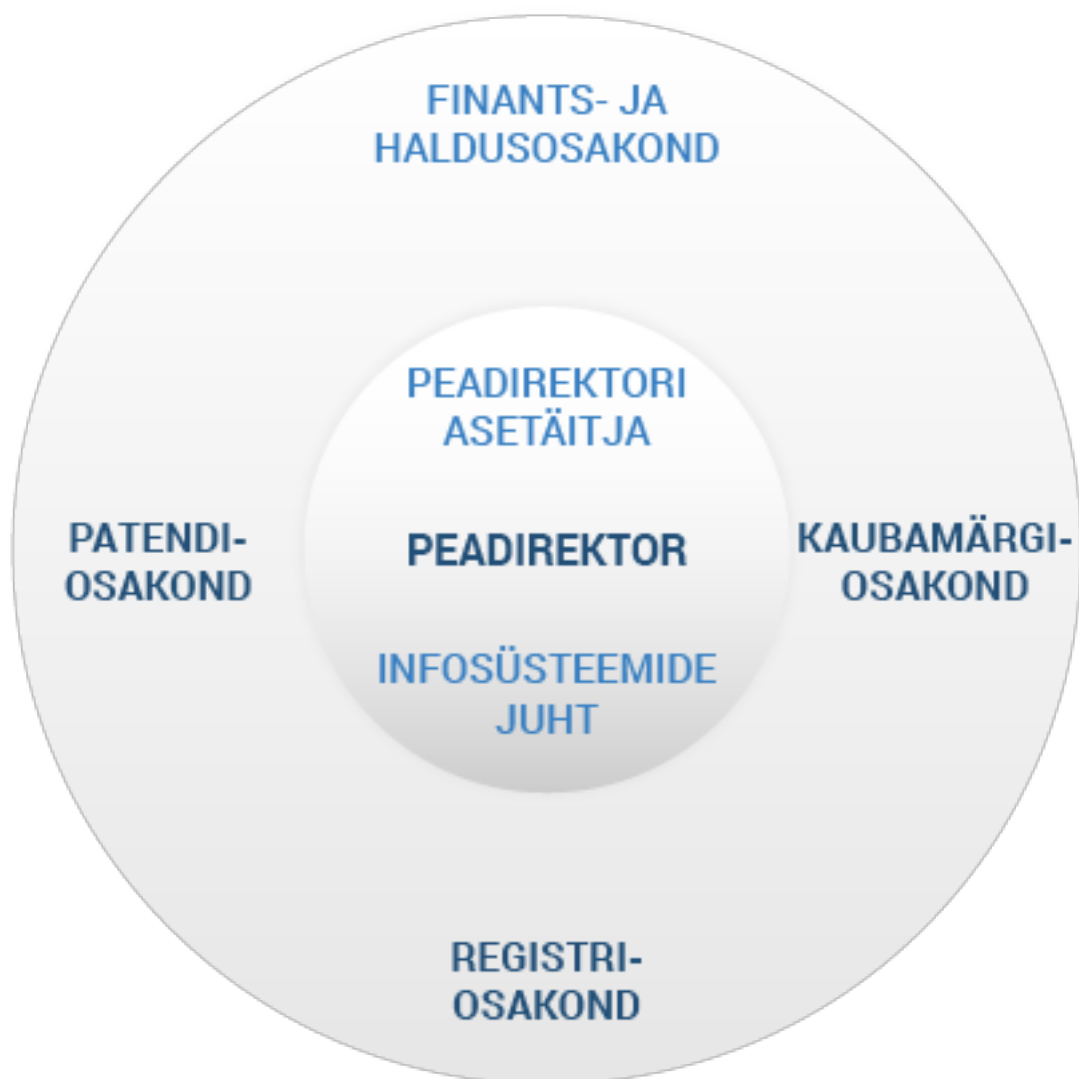 FINANTS- JA
HALDUSOSAKOND
PEADIREKTORI
ASETÄITJA
PATENDI-
OSAKOND
PEADIREKTOR
KAUBAMÄRGI-
OSAKOND
INFOSÜSTEEMIDE
JUHT
REGISTRI-
OSAKOND